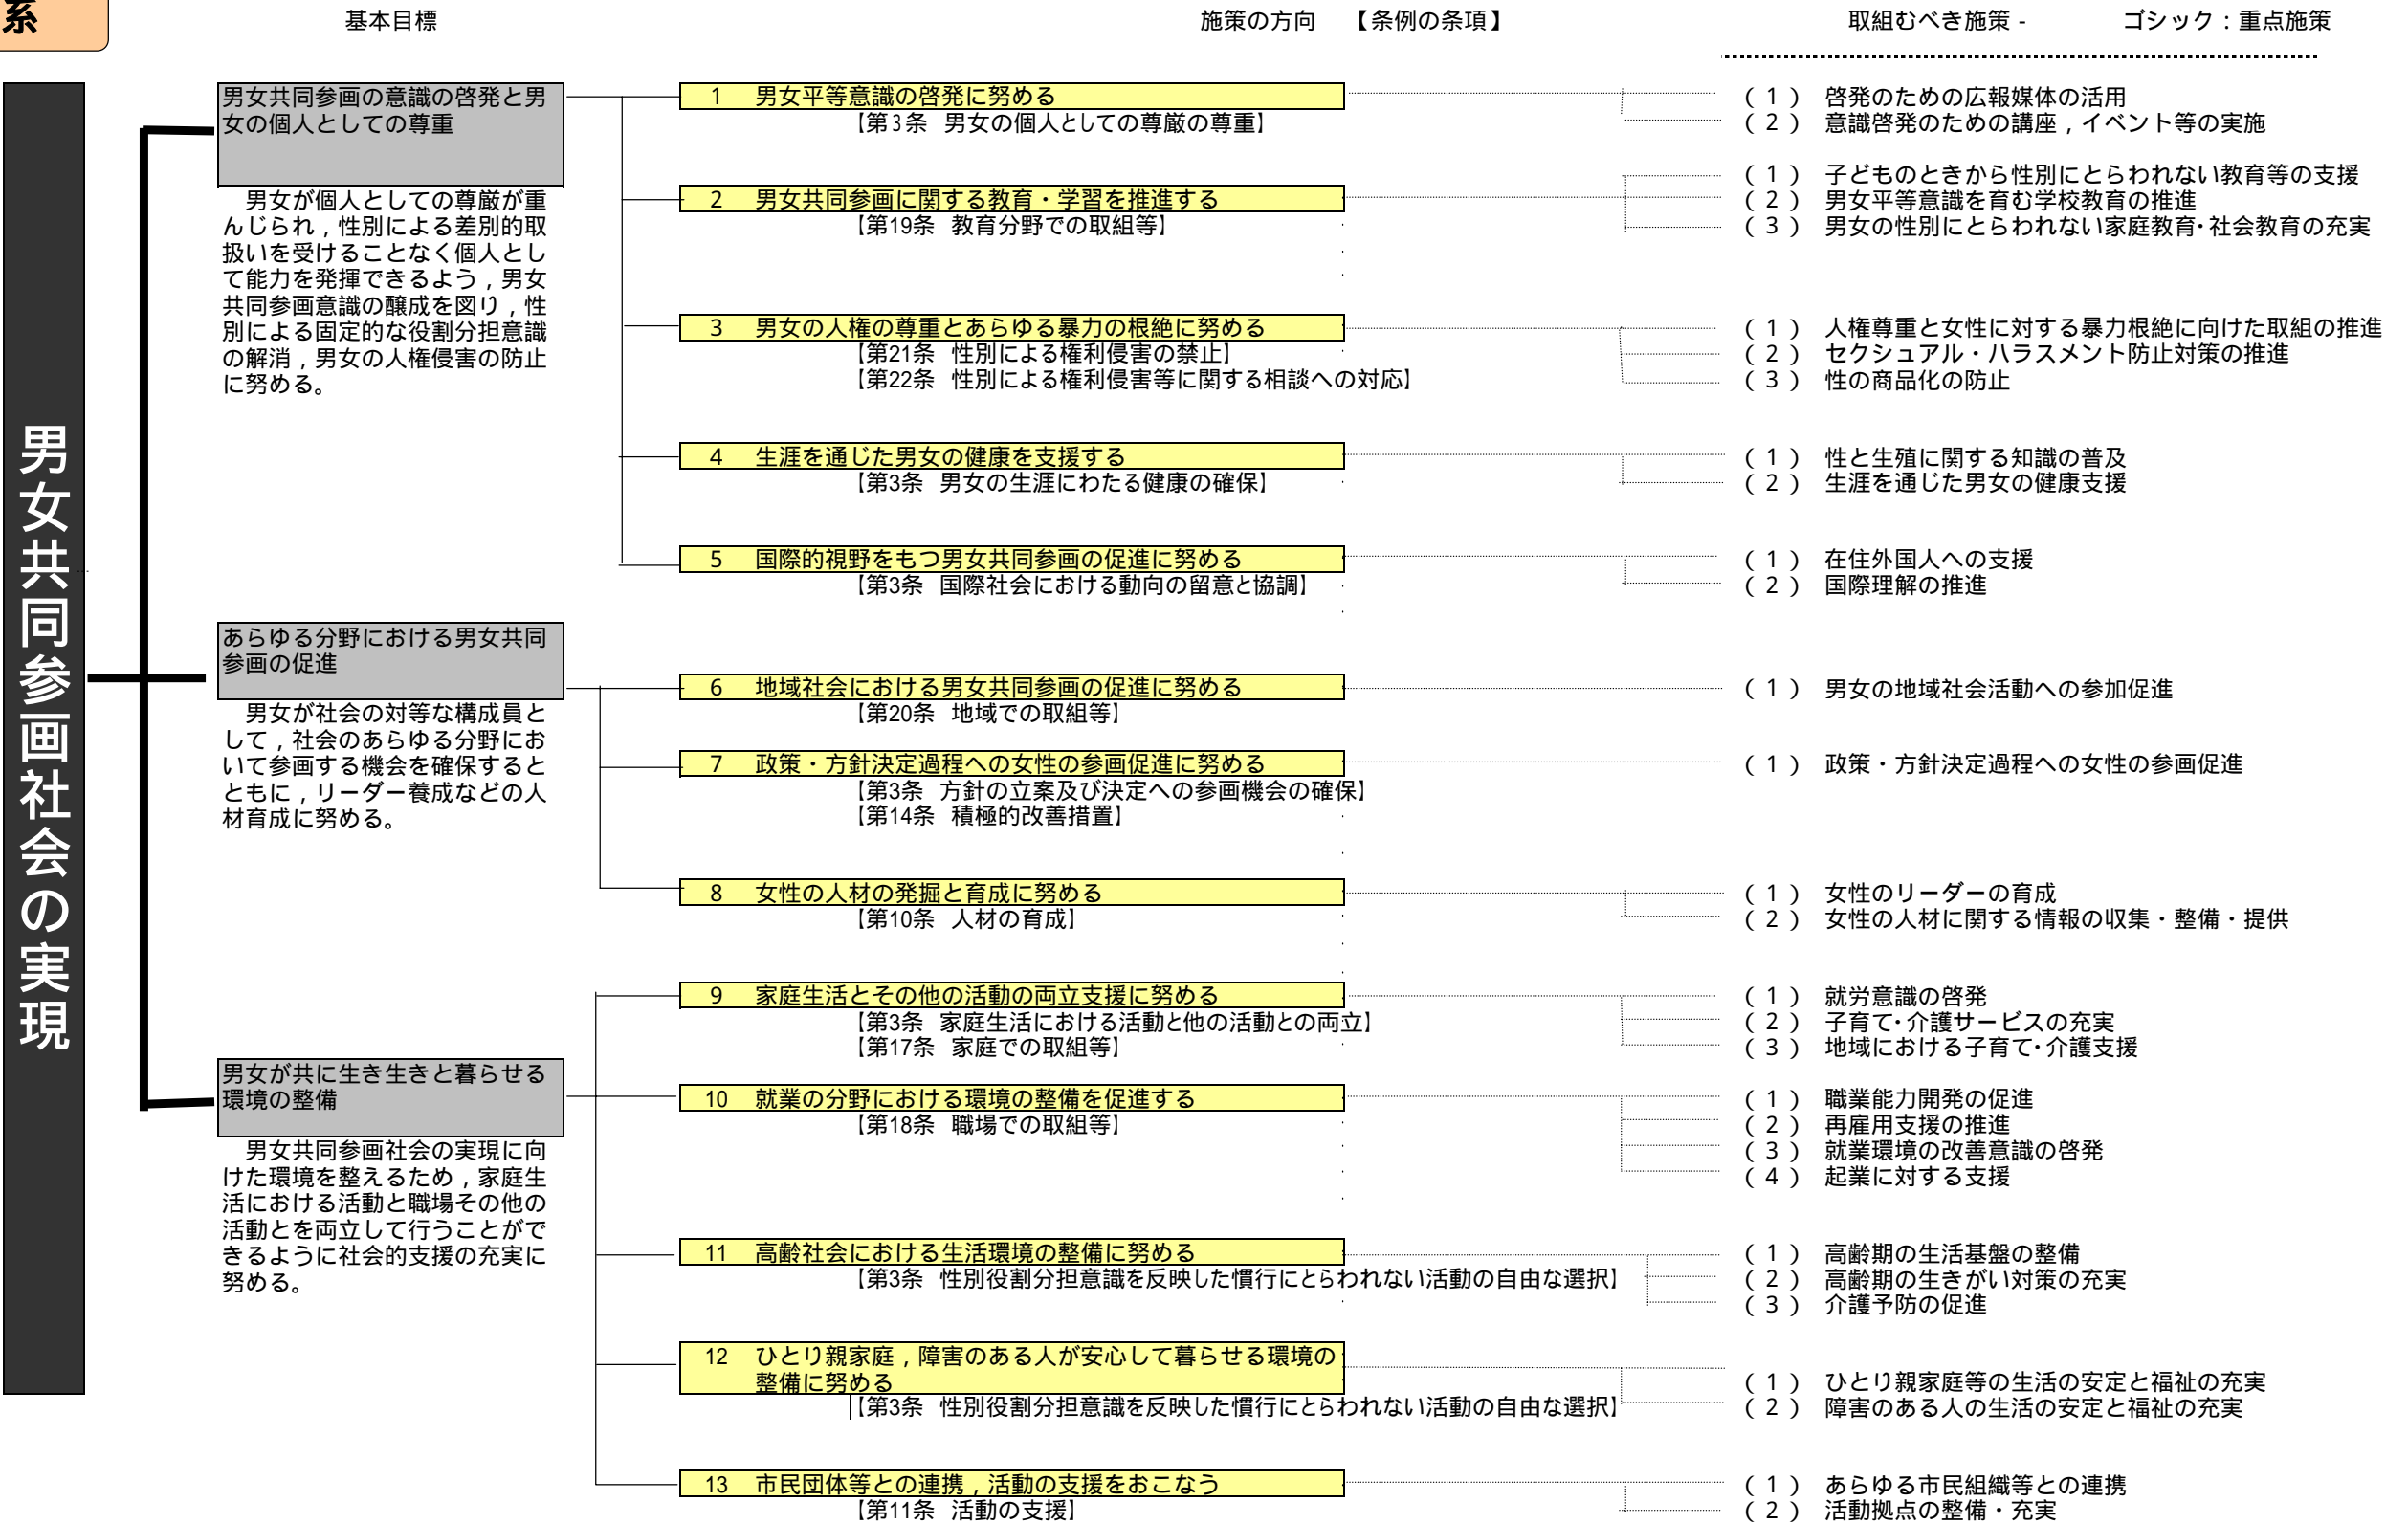 系
基本目標
施策の方向　【条例の条項】
取組むべき施策 -　　　ゴシック：重点施策
男女共同参画社会の実現
男女共同参画の意識の啓発と男
女の個人としての尊重
　男女が個人としての尊厳が重
んじられ，性別による差別的取
扱いを受けることなく個人とし
て能力を発揮できるよう，男女
共同参画意識の醸成を図り，性
別による固定的な役割分担意識
の解消，男女の人権侵害の防止
に努める。
1　男女平等意識の啓発に努める
【第3条 男女の個人としての尊厳の尊重】
（1）啓発のための広報媒体の活用
（2）意識啓発のための講座，イベント等の実施
2　男女共同参画に関する教育・学習を推進する
【第19条 教育分野での取組等】
（1）子どものときから性別にとらわれない教育等の支援
（2）男女平等意識を育む学校教育の推進
（3）男女の性別にとらわれない家庭教育･社会教育の充実
3　男女の人権の尊重とあらゆる暴力の根絶に努める
【第21条 性別による権利侵害の禁止】
【第22条 性別による権利侵害等に関する相談への対応】
（1）人権尊重と女性に対する暴力根絶に向けた取組の推進
（2）セクシュアル・ハラスメント防止対策の推進
（3）性の商品化の防止
4　生涯を通じた男女の健康を支援する
【第3条 男女の生涯にわたる健康の確保】
（1）性と生殖に関する知識の普及
（2）生涯を通じた男女の健康支援
5　国際的視野をもつ男女共同参画の促進に努める
【第3条 国際社会における動向の留意と協調】
（1）在住外国人への支援
（2）国際理解の推進
あらゆる分野における男女共同
参画の促進
　男女が社会の対等な構成員と
して，社会のあらゆる分野にお
いて参画する機会を確保すると
ともに，リーダー養成などの人
材育成に努める。
6　地域社会における男女共同参画の促進に努める
【第20条 地域での取組等】
（1）男女の地域社会活動への参加促進
7　政策・方針決定過程への女性の参画促進に努める
【第3条 方針の立案及び決定への参画機会の確保】
【第14条 積極的改善措置】
（1）政策・方針決定過程への女性の参画促進
8　女性の人材の発掘と育成に努める
【第10条 人材の育成】
（1）女性のリーダーの育成
（2）女性の人材に関する情報の収集・整備・提供
男女が共に生き生きと暮らせる
環境の整備
　男女共同参画社会の実現に向
けた環境を整えるため，家庭生
活における活動と職場その他の
活動とを両立して行うことがで
きるように社会的支援の充実に
努める。
9　家庭生活とその他の活動の両立支援に努める
【第3条 家庭生活における活動と他の活動との両立】
【第17条 家庭での取組等】
（1）就労意識の啓発
（2）子育て･介護サービスの充実
（3）地域における子育て･介護支援
10　就業の分野における環境の整備を促進する
【第18条 職場での取組等】
（1）職業能力開発の促進
（2）再雇用支援の推進
（3）就業環境の改善意識の啓発
（4）起業に対する支援
11　高齢社会における生活環境の整備に努める
【第3条 性別役割分担意識を反映した慣行にとらわれない活動の自由な選択】
（1）高齢期の生活基盤の整備
（2）高齢期の生きがい対策の充実
（3）介護予防の促進
12　ひとり親家庭，障害のある人が安心して暮らせる環境の
整備に努める
【第3条 性別役割分担意識を反映した慣行にとらわれない活動の自由な選択】
（1）ひとり親家庭等の生活の安定と福祉の充実
（2）障害のある人の生活の安定と福祉の充実
13　市民団体等との連携，活動の支援をおこなう
【第11条 活動の支援】
（1）あらゆる市民組織等との連携
（2）活動拠点の整備・充実